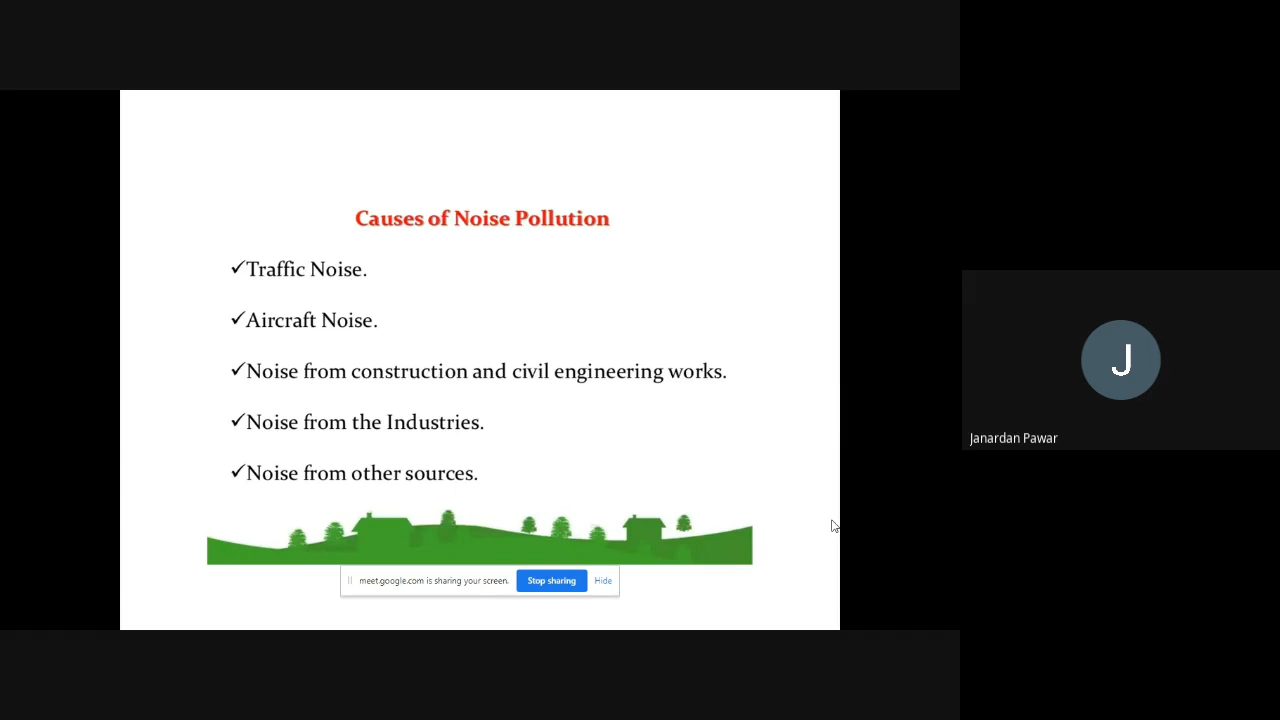 Causes of Noise Pollution
✓Traffic Noise.
✓Aircraft Noise.
✓Noise from construction and civil engineering works.
✓Noise from the Industries.
✓Noise from other sources.
meet.google.com is sharing your screen. Stop sharing Hide
J
Janardan Pawar